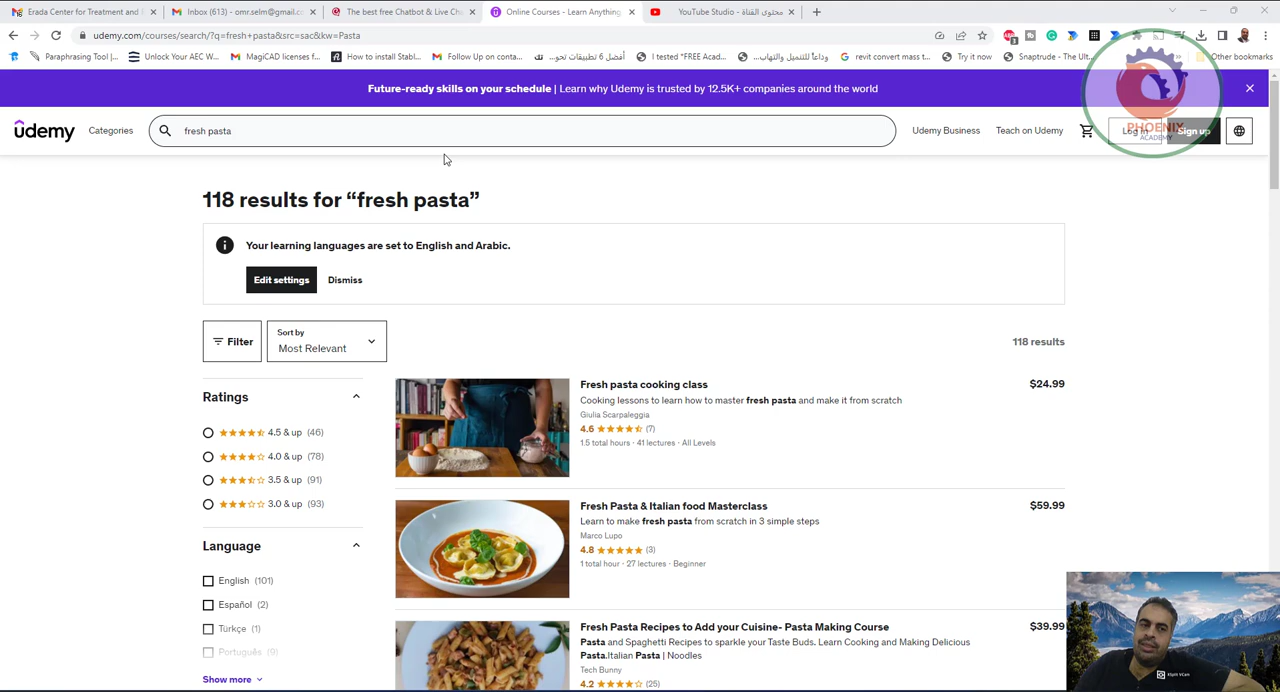 Erada Center for Treatment and
Inbox (613) - omr.selm@gmail.co
The best free Chatbot & Live Cha
Online Courses - Learn Anything
YouTube Studio - محتوى القناة
udemy.com/courses/search/?q=fresh+pasta&src=sac&kw=Pasta
Paraphrasing Tool |...
Unlock Your AEC W...
MagiCAD licenses f...
How to install Stabl...
Follow Up on conta...
أفضل 6 تطبيقات تحو...
I tested *FREE Acad...
وداعاً للتنميل والتهاب...
revit convert mass t...
Try it now
Snaptrude - The Ult...
Other bookmarks
Future-ready skills on your schedule | Learn why Udemy is trusted by 12.5K+ companies around the world
udemy
Categories
fresh pasta
Udemy Business
Teach on Udemy
Log in
Sign up
PHOENIX
ACADEMY
118 results for “fresh pasta”
Your learning languages are set to English and Arabic.
Edit settings
Dismiss
Filter
Sort by
Most Relevant
118 results
Ratings
4.5 & up (46)
4.0 & up (78)
3.5 & up (91)
3.0 & up (93)
Language
English (101)
Español (2)
Türkçe (1)
Português (9)
Show more
Fresh pasta cooking class
$24.99
Cooking lessons to learn how to master fresh pasta and make it from scratch
Giulia Scarpaleggia
4.6 (7)
1.5 total hours · 41 lectures · All Levels
Fresh Pasta & Italian food Masterclass
$59.99
Learn to make fresh pasta from scratch in 3 simple steps
Marco Lupo
4.8 (3)
1 total hour · 27 lectures · Beginner
Fresh Pasta Recipes to Add your Cuisine- Pasta Making Course
$39.99
Pasta and Spaghetti Recipes to sparkle your Taste Buds. Learn Cooking and Making Delicious
Pasta.Italian Pasta | Noodles
Tech Bunny
4.2 (25)
XSplit VCam